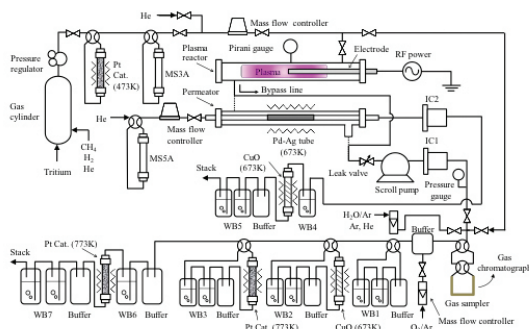 He
Mass flow controller
Pressure
regulator
Pt
Cat.
(473K)
MS3A
Plasma
reactor
Pirani gauge
Electrode
Plasma
RF power
Gas
cylinder
Permeator
Bypass line
He
Mass flow
controller
IC2
CH4
H2
He
MS5A
Pd-Ag tube
(673K)
IC1
Tritium
Leak valve
Scroll pump
Pressure
gauge
Stack
CuO
(673K)
WB5
Buffer
WB4
H2O/Ar
Ar, He
Buffer
Stack
Pt Cat. (773K)
Gas
chromatograph
Gas sampler
WB7
Buffer
WB6
Buffer
WB3
Buffer
WB2
Buffer
WB1
Buffer
Pt Cat. (773K)
CuO (673K)
O2/Ar
Mass flow controller